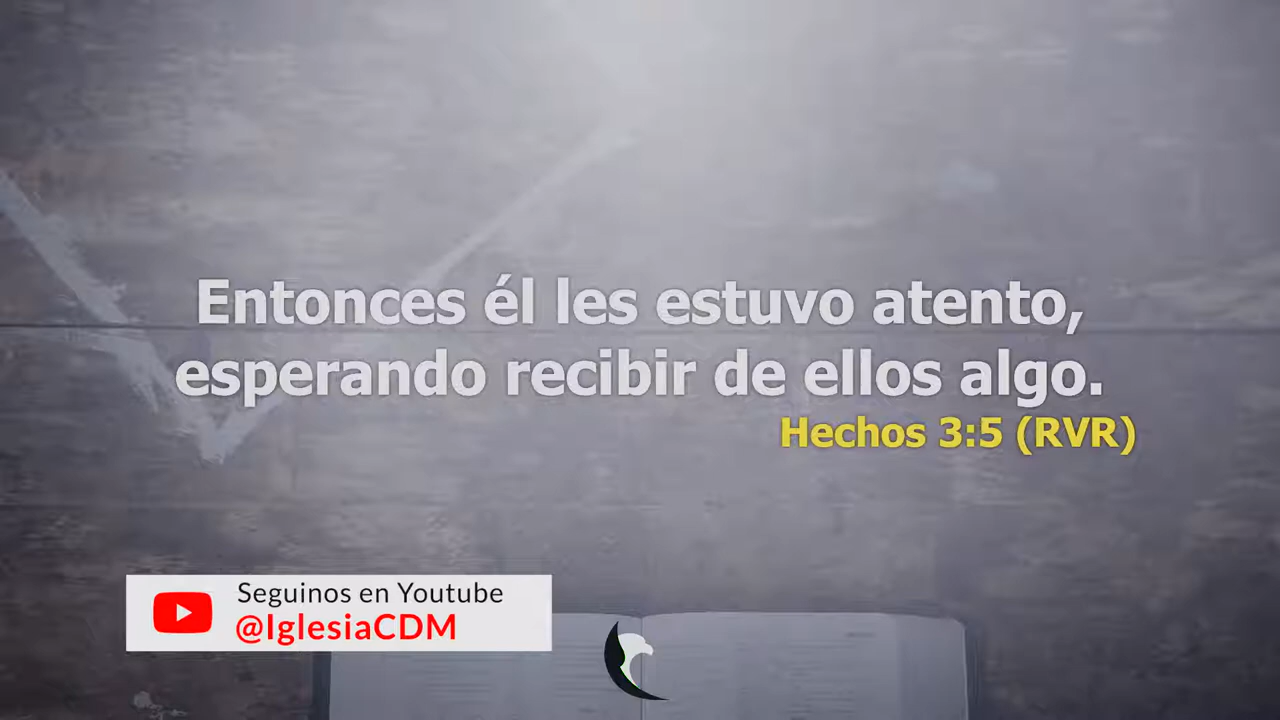 Entonces él les estuvo atento,
esperando recibir de ellos algo.
Hechos 3:5 (RVR)
Seguinos en Youtube
@IglesiaCDM